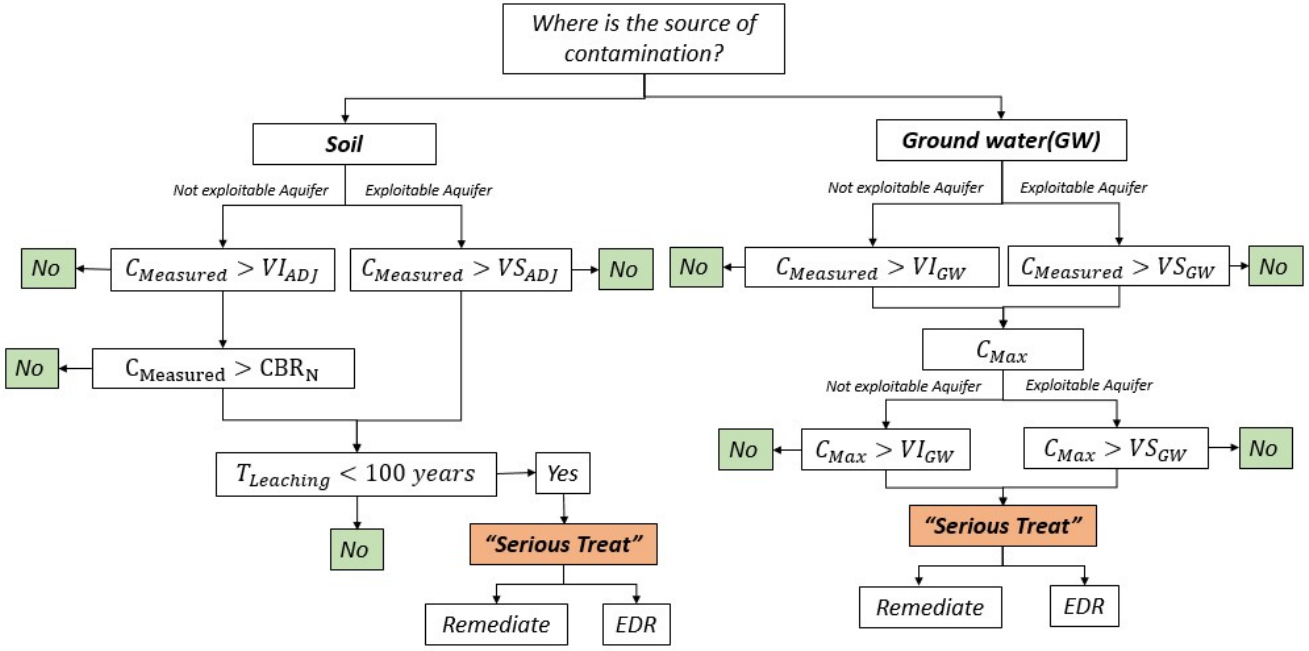 Where is the source of
contamination?
Soil
Ground water(GW)
Not exploitable Aquifer
Exploitable Aquifer
Not exploitable Aquifer
Exploitable Aquifer
No
C_Measured > VI_ADJ
C_Measured > VS_ADJ
No
No
C_Measured > VI_GW
C_Measured > VS_GW
No
No
C_Measured > CBR_N
C_Max
Not exploitable Aquifer
Exploitable Aquifer
No
C_Max > VI_GW
C_Max > VS_GW
No
T_Leaching < 100 years
Yes
No
"Serious Treat"
"Serious Treat"
Remediate
EDR
Remediate
EDR